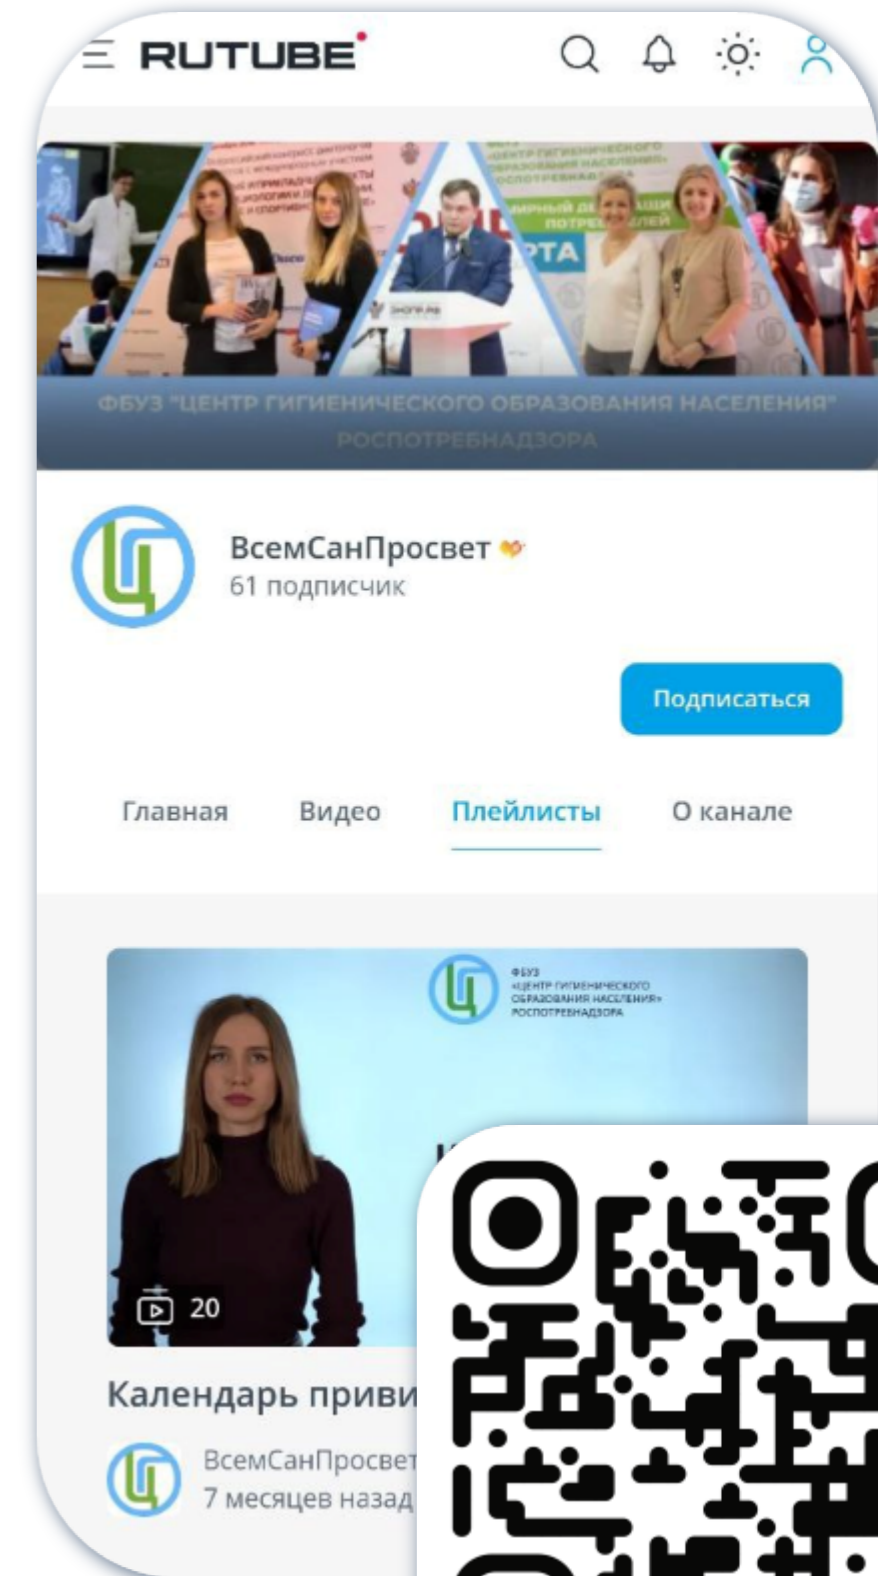 RUTUBE
ФБУЗ "ЦЕНТР ГИГИЕНИЧЕСКОГО ОБРАЗОВАНИЯ НАСЕЛЕНИЯ"
РОСПОТРЕБНАДЗОРА
ВсемСанПросвет
61 подписчик
Подписаться
Главная Видео Плейлисты О канале
ФБУЗ
«ЦЕНТР ГИГИЕНИЧЕСКОГО
ОБРАЗОВАНИЯ НАСЕЛЕНИЯ»
РОСПОТРЕБНАДЗОРА
20
Календарь приви
ВсемСанПросвет
7 месяцев назад